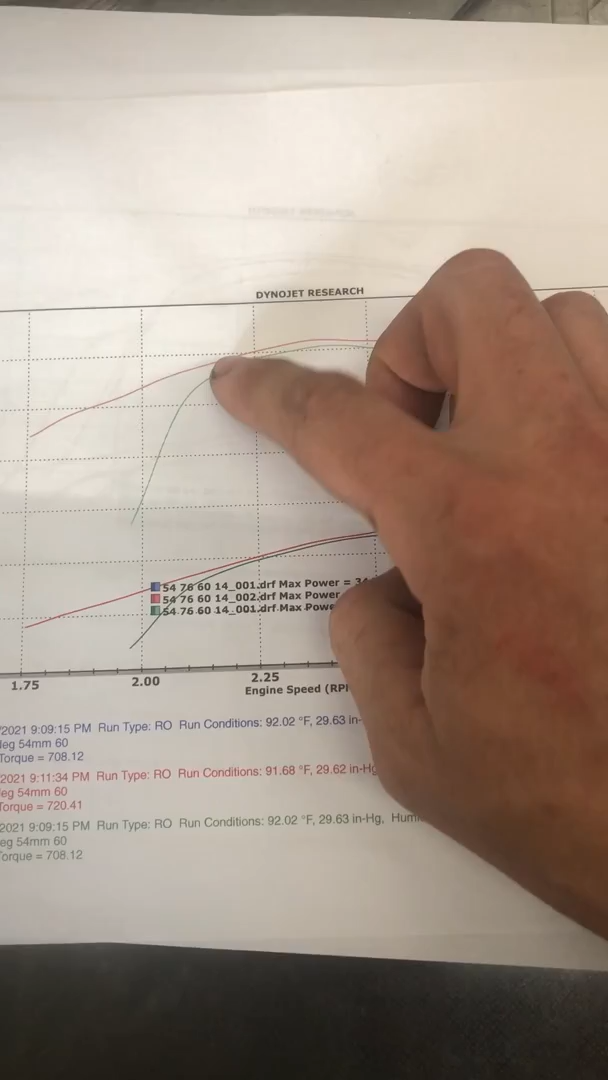 DYNOJET RESEARCH
54 76 60 14_001.drf Max Power = 34
54 76 60 14_002.drf Max Power
54 76 60 14_001.drf Max Powe
1.75 2.00 2.25
Engine Speed (RP
/2021 9:09:15 PM Run Type: RO Run Conditions: 92.02 °F, 29.63 in-
deg 54mm 60
Torque = 708.12
2021 9:11:34 PM Run Type: RO Run Conditions: 91.68 °F, 29.62 in-Hg
eg 54mm 60
Torque = 720.41
2021 9:09:15 PM Run Type: RO Run Conditions: 92.02 °F, 29.63 in-Hg, Hum
eg 54mm 60
Torque = 708.12